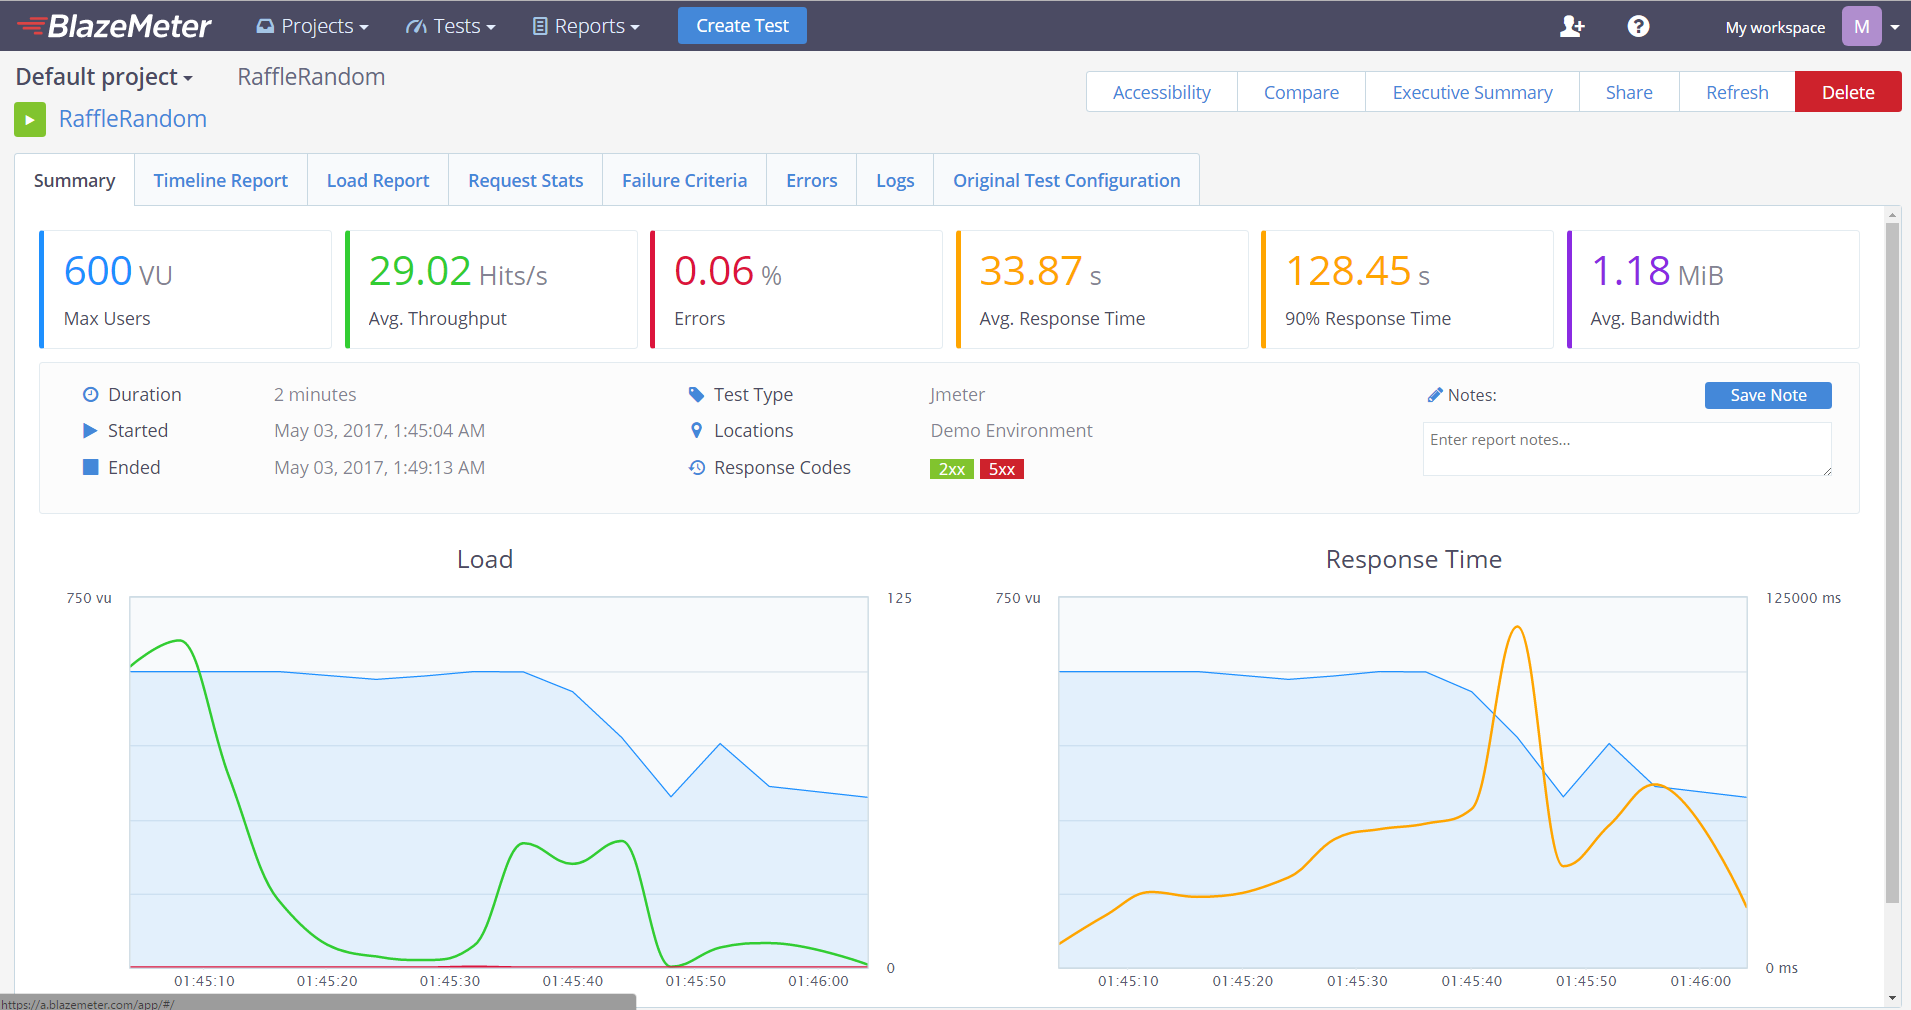 BlazeMeter Projects Tests Reports Create Test My workspace M
Default project RaffleRandom
Accessibility Compare Executive Summary Share Refresh Delete
RaffleRandom
Summary Timeline Report Load Report Request Stats Failure Criteria Errors Logs Original Test Configuration
600 VU 29.02 Hits/s 0.06 % 33.87 s 128.45 s 1.18 MiB
Max Users Avg. Throughput Errors Avg. Response Time 90% Response Time Avg. Bandwidth
Duration 2 minutes Test Type Jmeter Notes: Save Note
Started May 03, 2017, 1:45:04 AM Locations Demo Environment Enter report notes...
Ended May 03, 2017, 1:49:13 AM Response Codes 2xx 5xx
Load Response Time
750 vu 125 750 vu 125000 ms
0 0 ms
01:45:10 01:45:20 01:45:30 01:45:40 01:45:50 01:46:00 01:45:10 01:45:20 01:45:30 01:45:40 01:45:50 01:46:00
https://a.blazemeter.com/app/#/